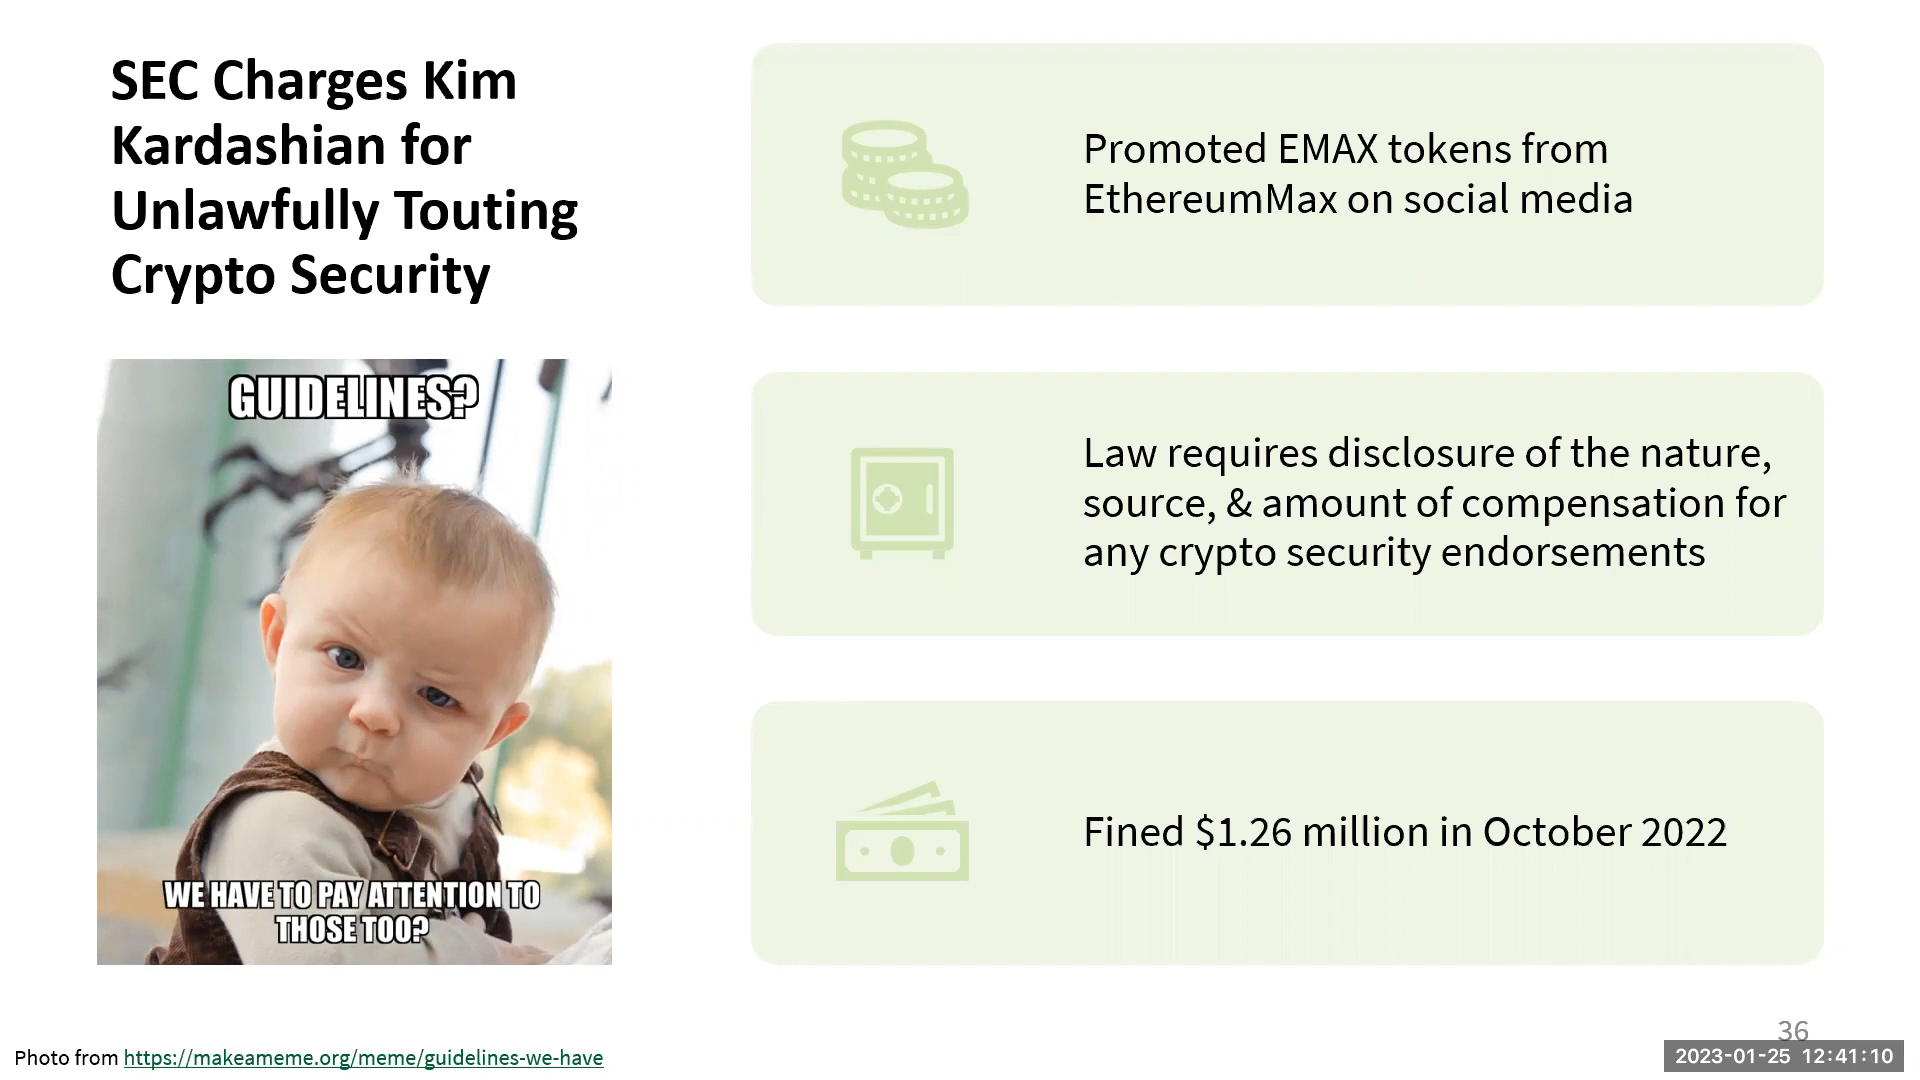 SEC Charges Kim
Kardashian for
Unlawfully Touting
Crypto Security
GUIDELINES?
WE HAVE TO PAY ATTENTION TO
THOSE TOO?
Promoted EMAX tokens from
EthereumMax on social media
Law requires disclosure of the nature,
source, & amount of compensation for
any crypto security endorsements
Fined $1.26 million in October 2022
36
Photo from https://makeameme.org/meme/guidelines-we-have
2023-01-25 12:41:10